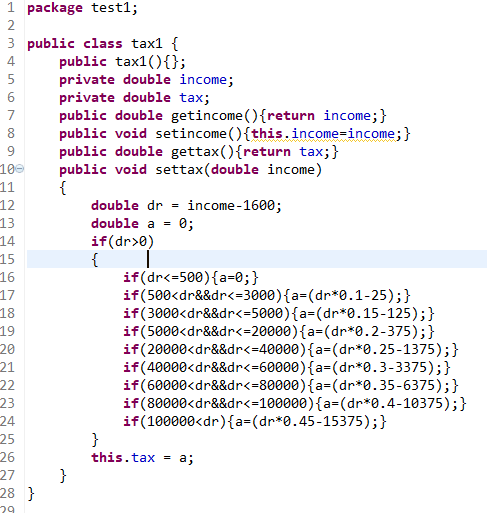 1 package test1;
2
3 public class tax1 {
4     public tax1(){};
5     private double income;
6     private double tax;
7     public double getincome(){return income;}
8     public void setincome(){this.income=income;}
9     public double gettax(){return tax;}
10     public void settax(double income)
11     {
12         double dr = income-1600;
13         double a = 0;
14         if(dr>0)
15         {
16             if(dr<=500){a=0;}
17             if(500<dr&&dr<=3000){a=(dr*0.1-25);}
18             if(3000<dr&&dr<=5000){a=(dr*0.15-125);}
19             if(5000<dr&&dr<=20000){a=(dr*0.2-375);}
20             if(20000<dr&&dr<=40000){a=(dr*0.25-1375);}
21             if(40000<dr&&dr<=60000){a=(dr*0.3-3375);}
22             if(60000<dr&&dr<=80000){a=(dr*0.35-6375);}
23             if(80000<dr&&dr<=100000){a=(dr*0.4-10375);}
24             if(100000<dr){a=(dr*0.45-15375);}
25         }
26         this.tax = a;
27     }
28 }
29